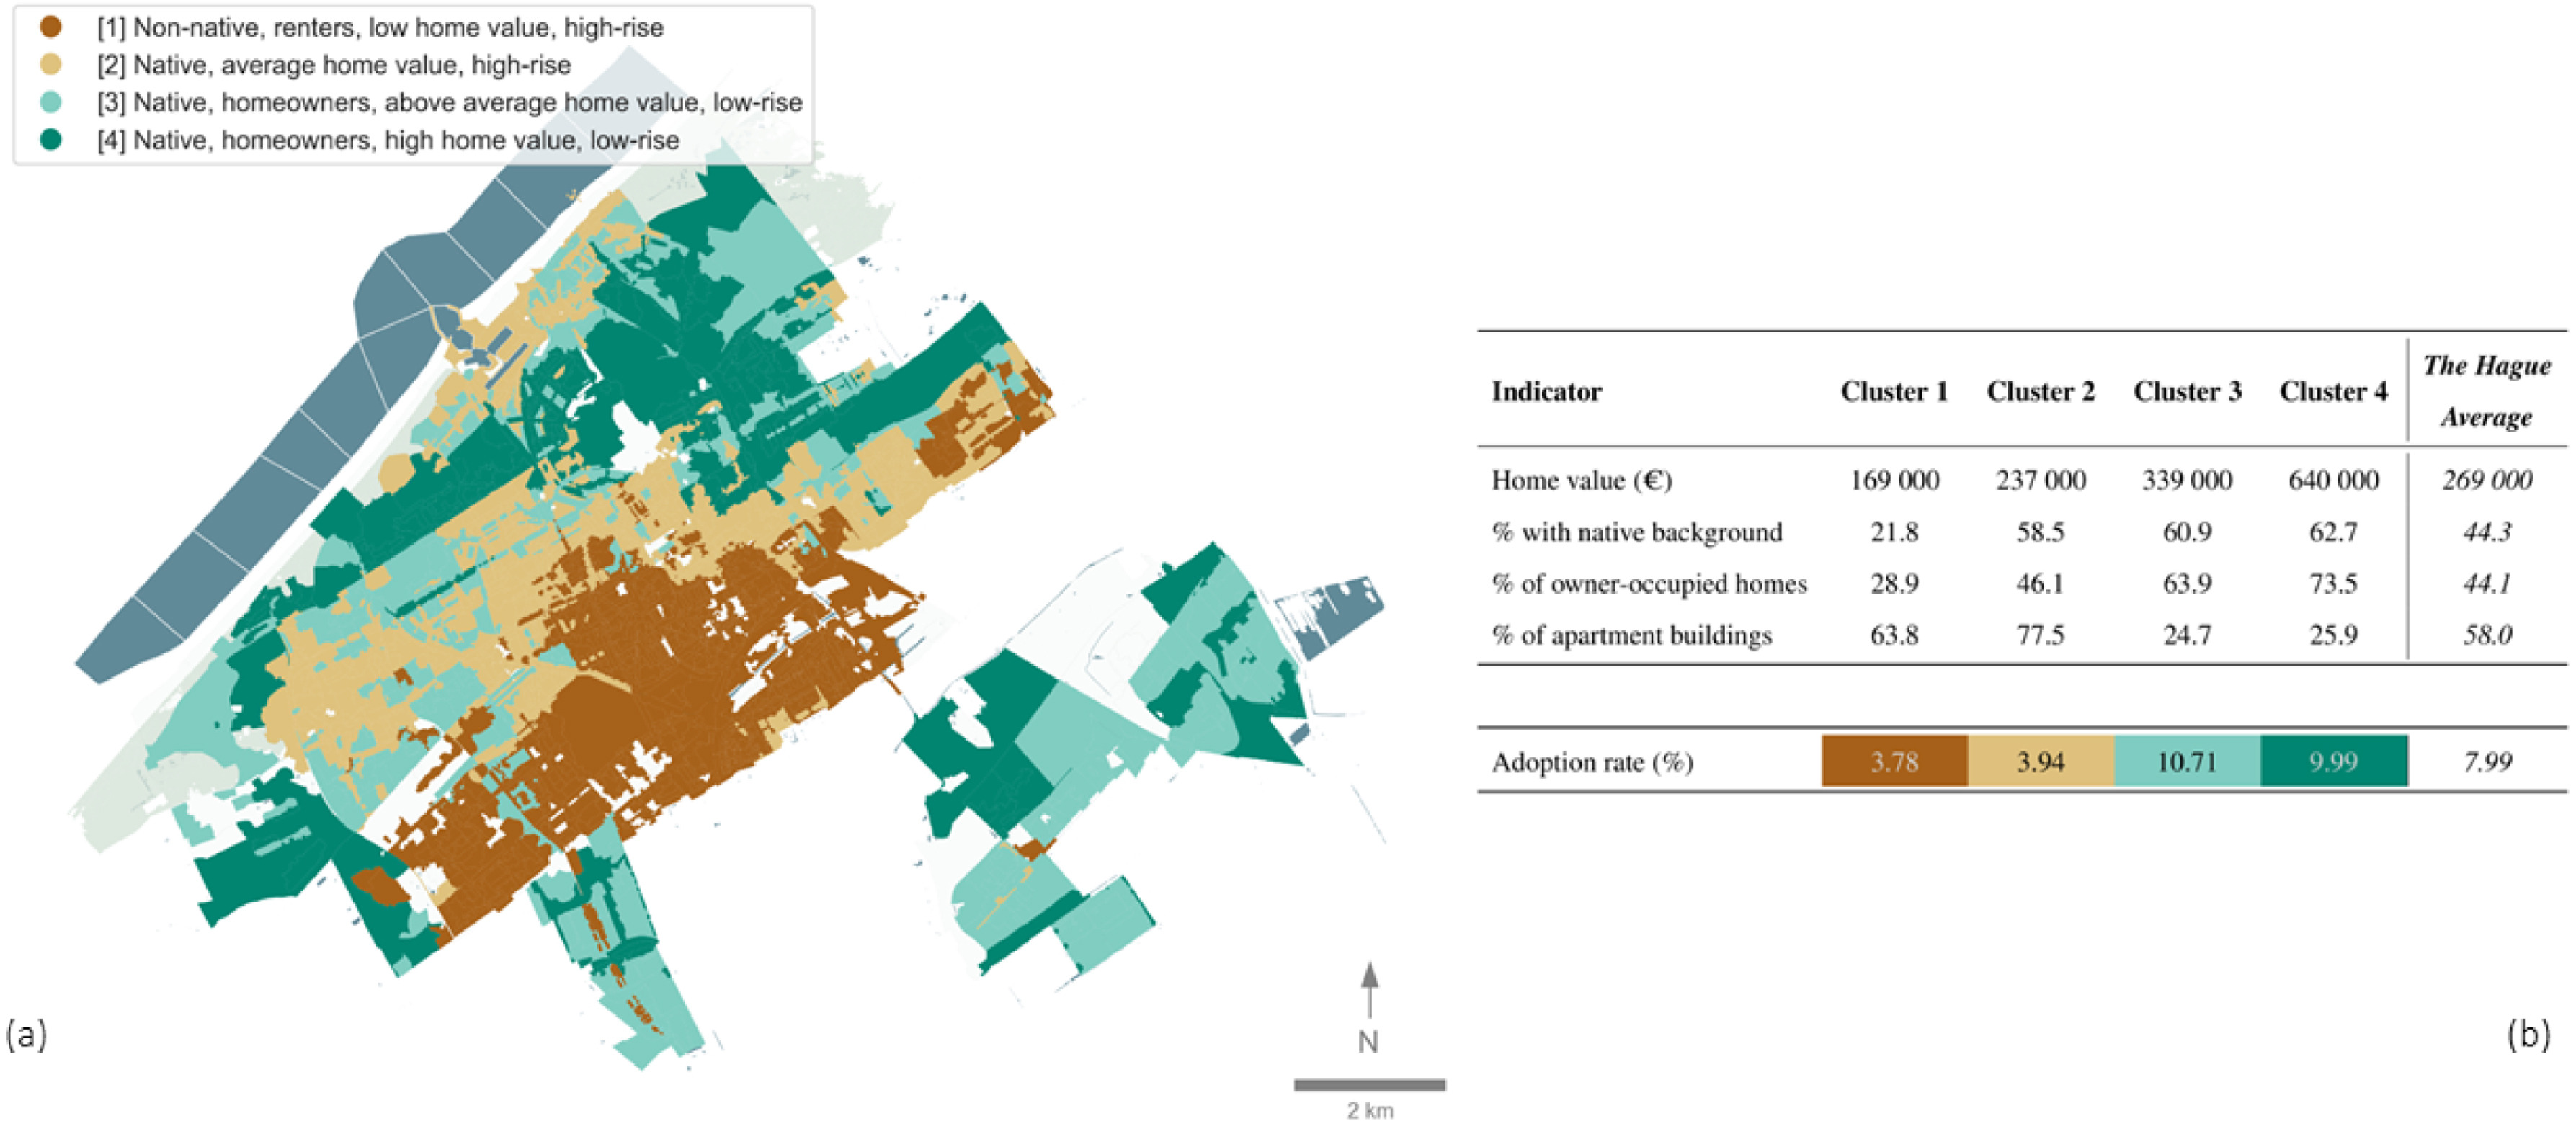 [1] Non-native, renters, low home value, high-rise
[2] Native, average home value, high-rise
[3] Native, homeowners, above average home value, low-rise
[4] Native, homeowners, high home value, low-rise
(a)
N
2 km
Indicator Cluster 1 Cluster 2 Cluster 3 Cluster 4 The Hague
Average
Home value (€) 169 000 237 000 339 000 640 000 269 000
% with native background 21.8 58.5 60.9 62.7 44.3
% of owner-occupied homes 28.9 46.1 63.9 73.5 44.1
% of apartment buildings 63.8 77.5 24.7 25.9 58.0
Adoption rate (%) 3.78 3.94 10.71 9.99 7.99
(b)